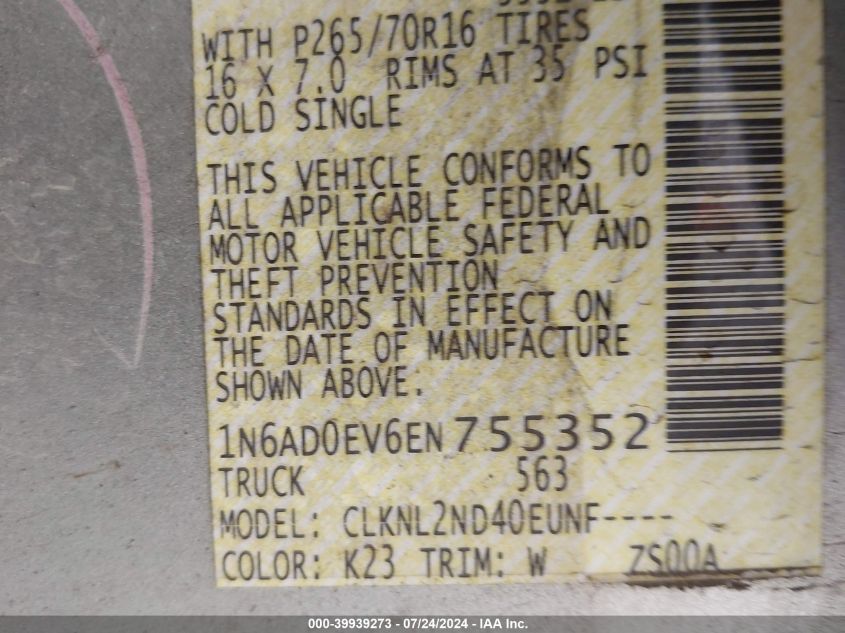 WITH P265/70R16 TIRES
16 X 7.0 RIMS AT 35 PSI
COLD SINGLE
THIS VEHICLE CONFORMS TO
ALL APPLICABLE FEDERAL
MOTOR VEHICLE SAFETY AND
THEFT PREVENTION
STANDARDS IN EFFECT ON
THE DATE OF MANUFACTURE
SHOWN ABOVE.
1N6AD0EV6EN755352
TRUCK 563
MODEL: CLKNL2ND40EUNF----
COLOR: K23 TRIM: W ZS00A
000-39939273 - 07/24/2024 - IAA Inc.